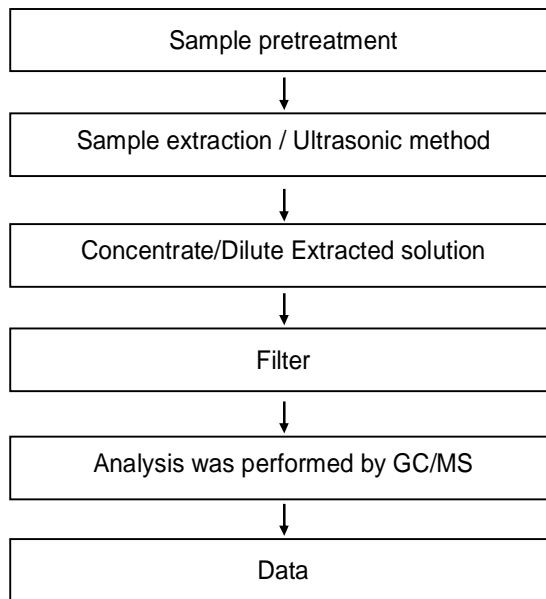 Sample pretreatment
Sample extraction / Ultrasonic method
Concentrate/Dilute Extracted solution
Filter
Analysis was performed by GC/MS
Data